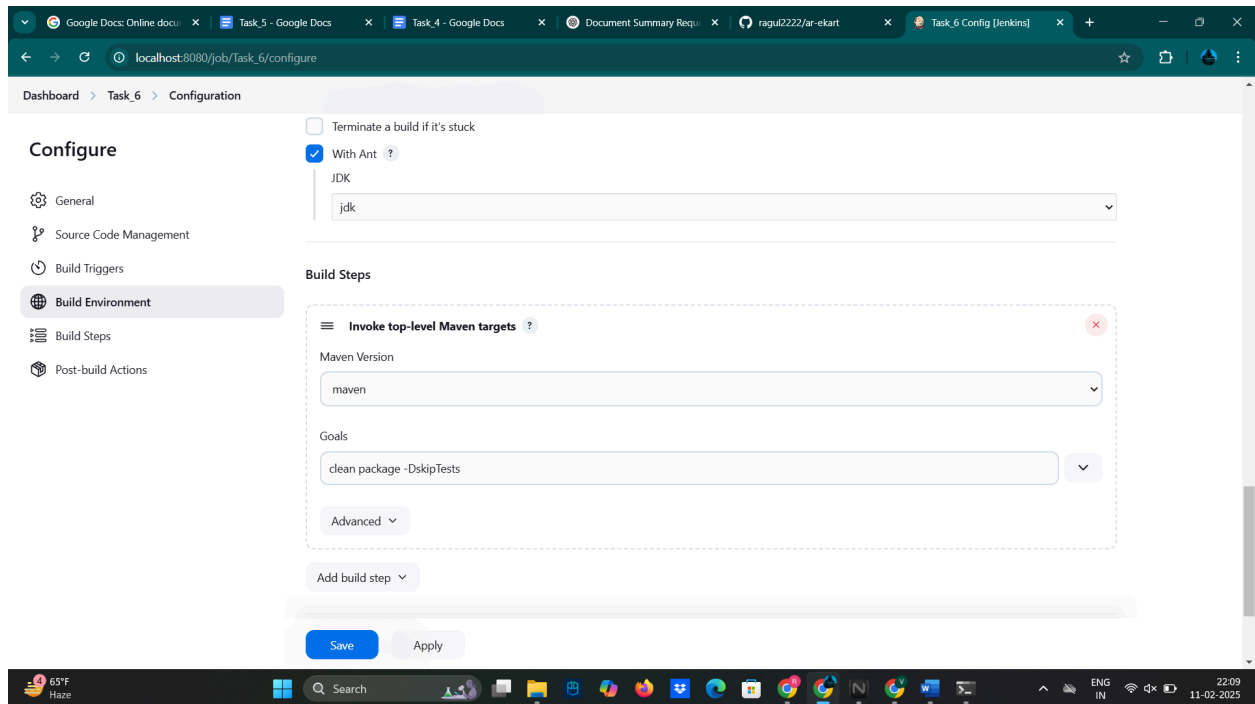 Google Docs: Online docu
Task_5 - Google Docs
Task_4 - Google Docs
Document Summary Requ
ragul2222/ar-ekart
Task_6 Config [Jenkins]
localhost:8080/job/Task_6/configure
Dashboard > Task_6 > Configuration
Configure
General
Source Code Management
Build Triggers
Build Environment
Build Steps
Post-build Actions
Terminate a build if it's stuck
With Ant ?
JDK
jdk
Build Steps
Invoke top-level Maven targets ?
Maven Version
maven
Goals
clean package -DskipTests
Advanced
Add build step
Save Apply
4 65°F
Haze
Search
ENG
IN
22:09
11-02-2025